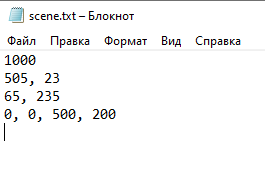 scene.txt – Блокнот
Файл Правка Формат Вид Справка
1000
505, 23
65, 235
0, 0, 500, 200